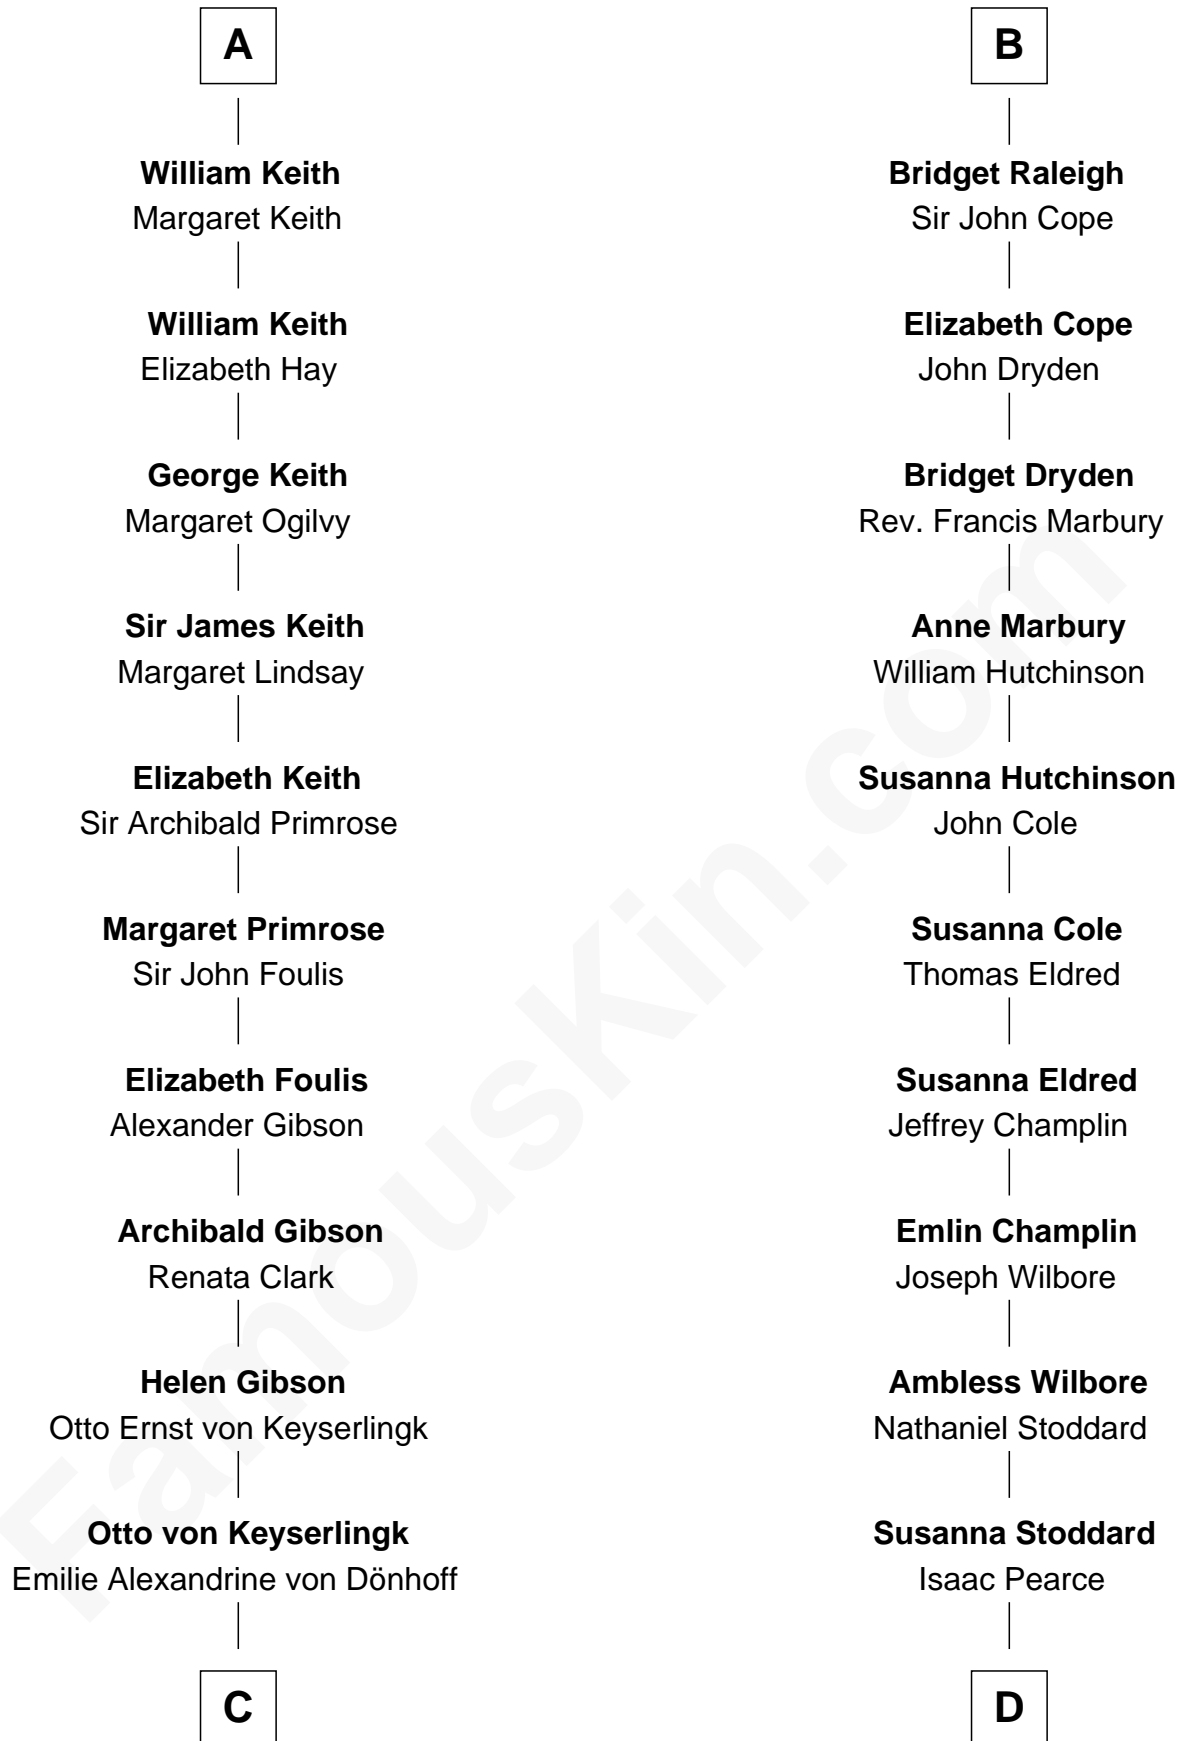 A
William Keith
Margaret Keith
William Keith
Elizabeth Hay
George Keith
Margaret Ogilvy
Sir James Keith
Margaret Lindsay
Elizabeth Keith
Sir Archibald Primrose
Margaret Primrose
Sir John Foulis
Elizabeth Foulis
Alexander Gibson
Archibald Gibson
Renata Clark
Helen Gibson
Otto Ernst von Keyserlingk
Otto von Keyserlingk
Emilie Alexandrine von Dönhoff
C
B
Bridget Raleigh
Sir John Cope
Elizabeth Cope
John Dryden
Bridget Dryden
Rev. Francis Marbury
Anne Marbury
William Hutchinson
Susanna Hutchinson
John Cole
Susanna Cole
Thomas Eldred
Susanna Eldred
Jeffrey Champlin
Emlin Champlin
Joseph Wilbore
Ambless Wilbore
Nathaniel Stoddard
Susanna Stoddard
Isaac Pearce
D
FamousKin.com